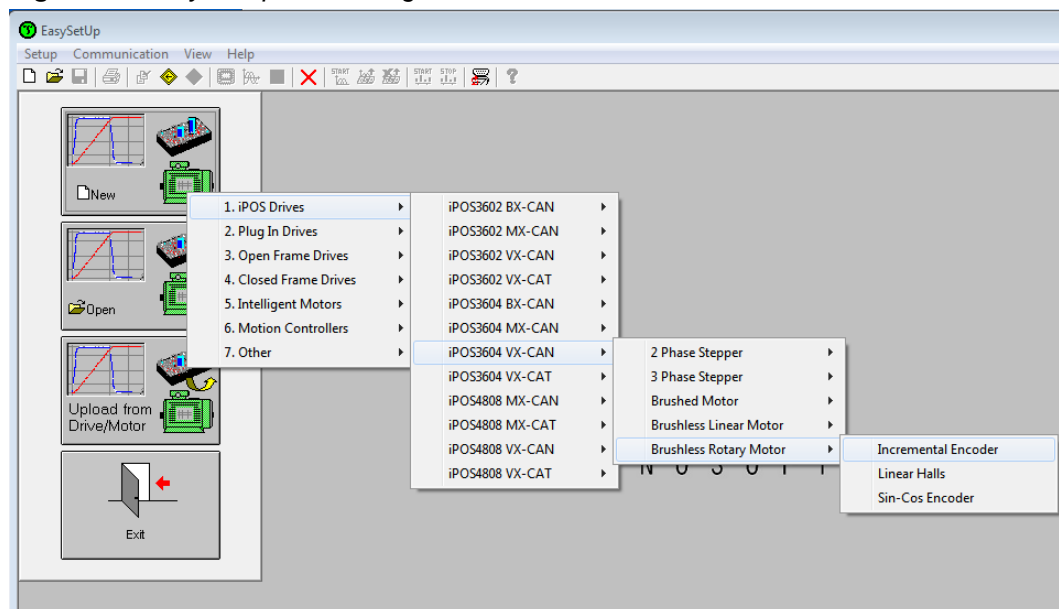 EasySetUp
Setup Communication View Help
START START STOP ?
New
Open
Upload from
Drive/Motor
Exit
1. iPOS Drives
2. Plug In Drives
3. Open Frame Drives
4. Closed Frame Drives
5. Intelligent Motors
6. Motion Controllers
7. Other
iPOS3602 BX-CAN
iPOS3602 MX-CAN
iPOS3602 VX-CAN
iPOS3602 VX-CAT
iPOS3604 BX-CAN
iPOS3604 MX-CAN
iPOS3604 VX-CAN
iPOS3604 VX-CAT
iPOS4808 MX-CAN
iPOS4808 MX-CAT
iPOS4808 VX-CAN
iPOS4808 VX-CAT
2 Phase Stepper
3 Phase Stepper
Brushed Motor
Brushless Linear Motor
Brushless Rotary Motor
Incremental Encoder
Linear Halls
Sin-Cos Encoder